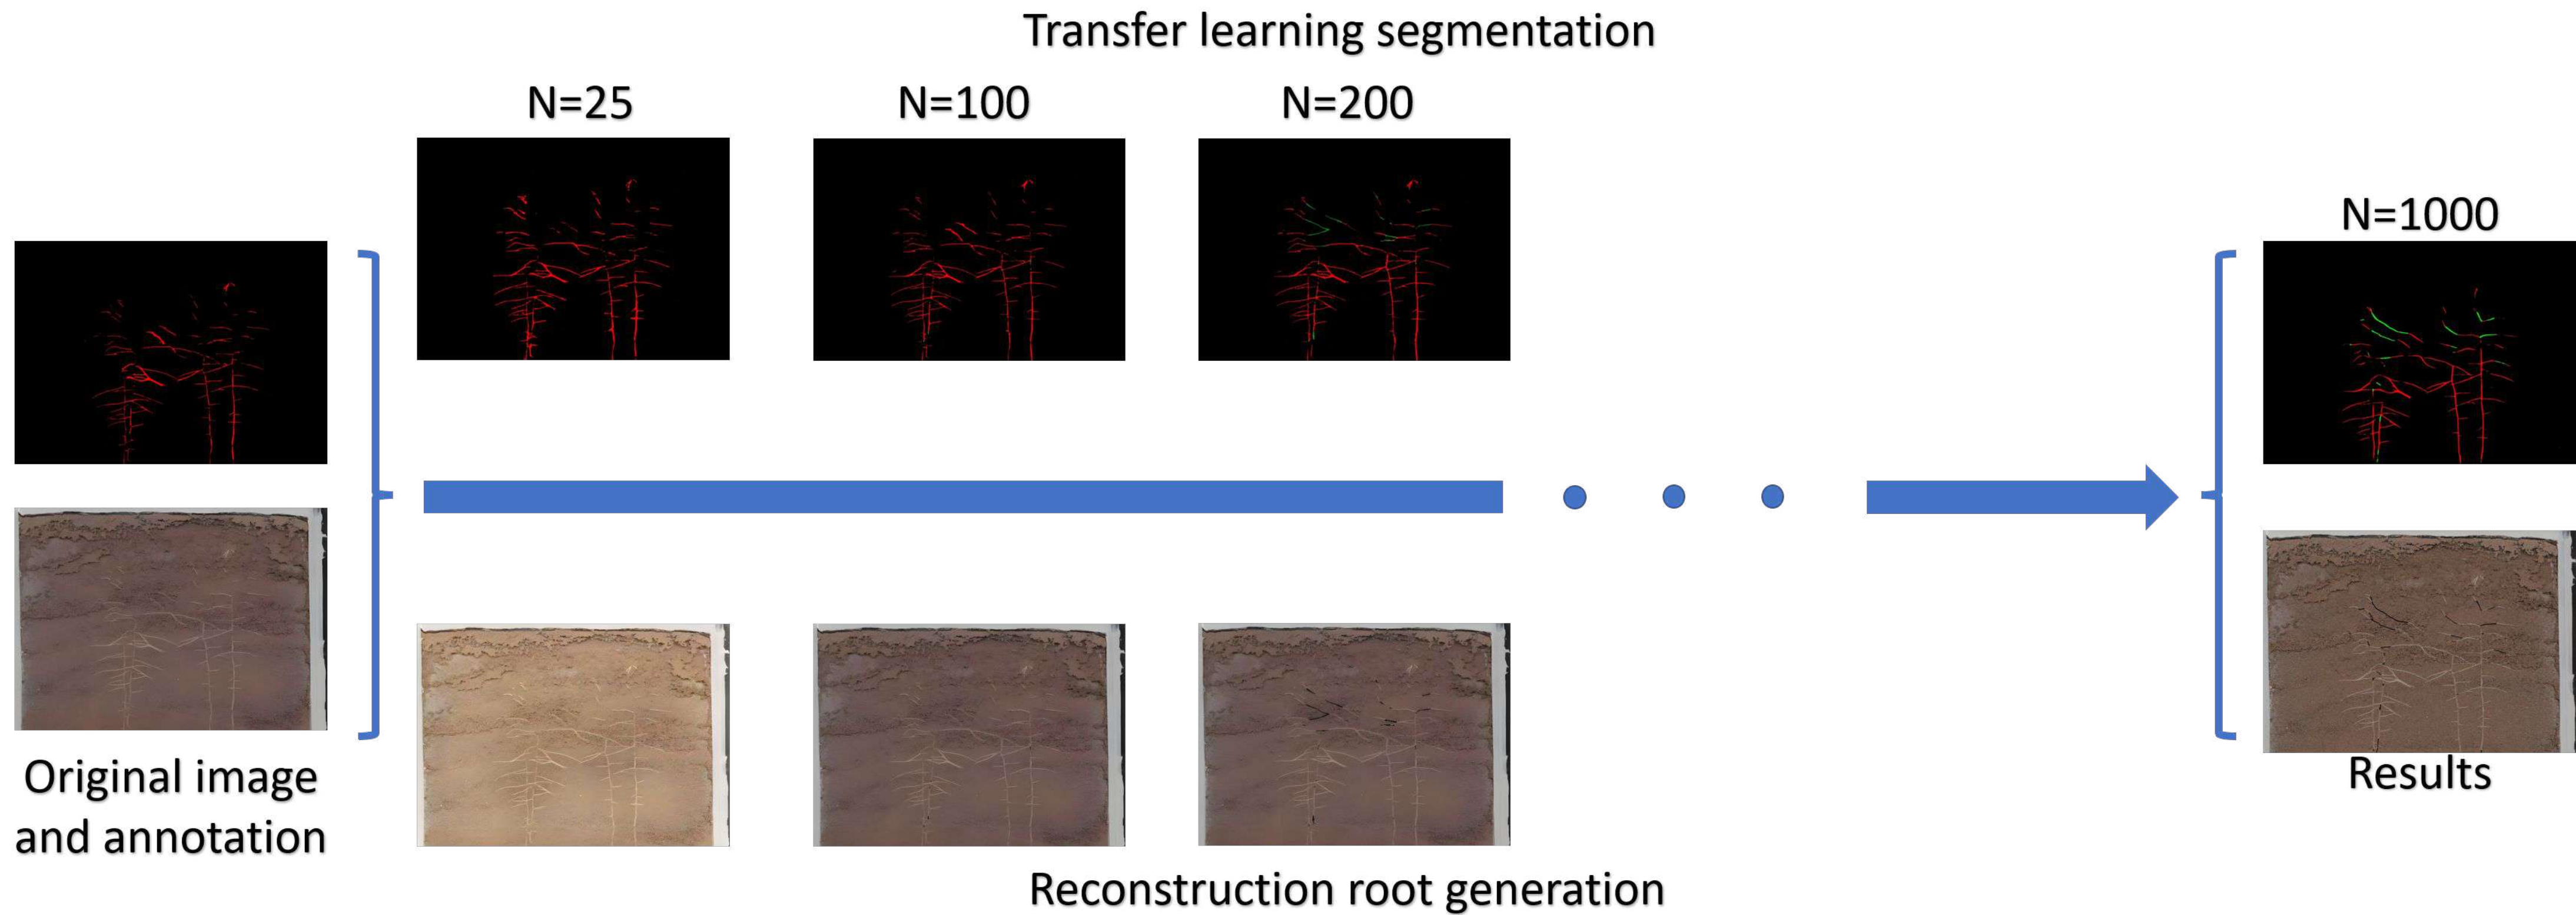 Transfer learning segmentation
N=25
N=100
N=200
N=1000
Original image
and annotation
Results
Reconstruction root generation